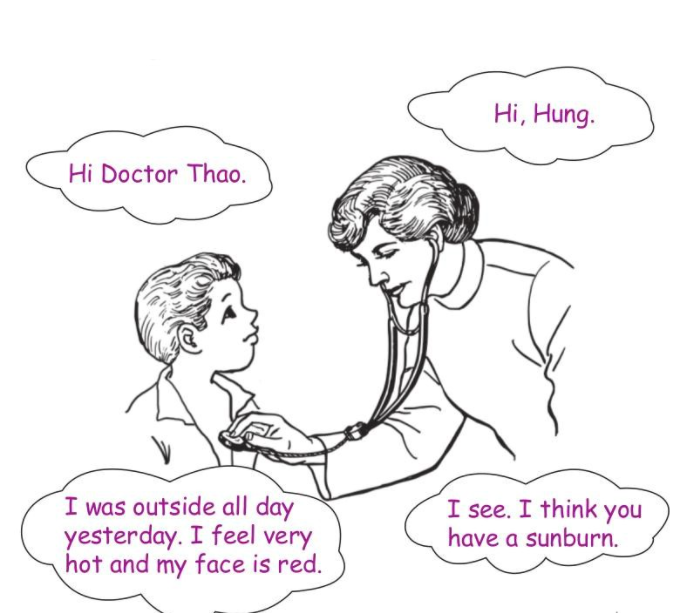 Hi Doctor Thao.
Hi, Hung.
I was outside all day
yesterday. I feel very
hot and my face is red.
I see. I think you
have a sunburn.